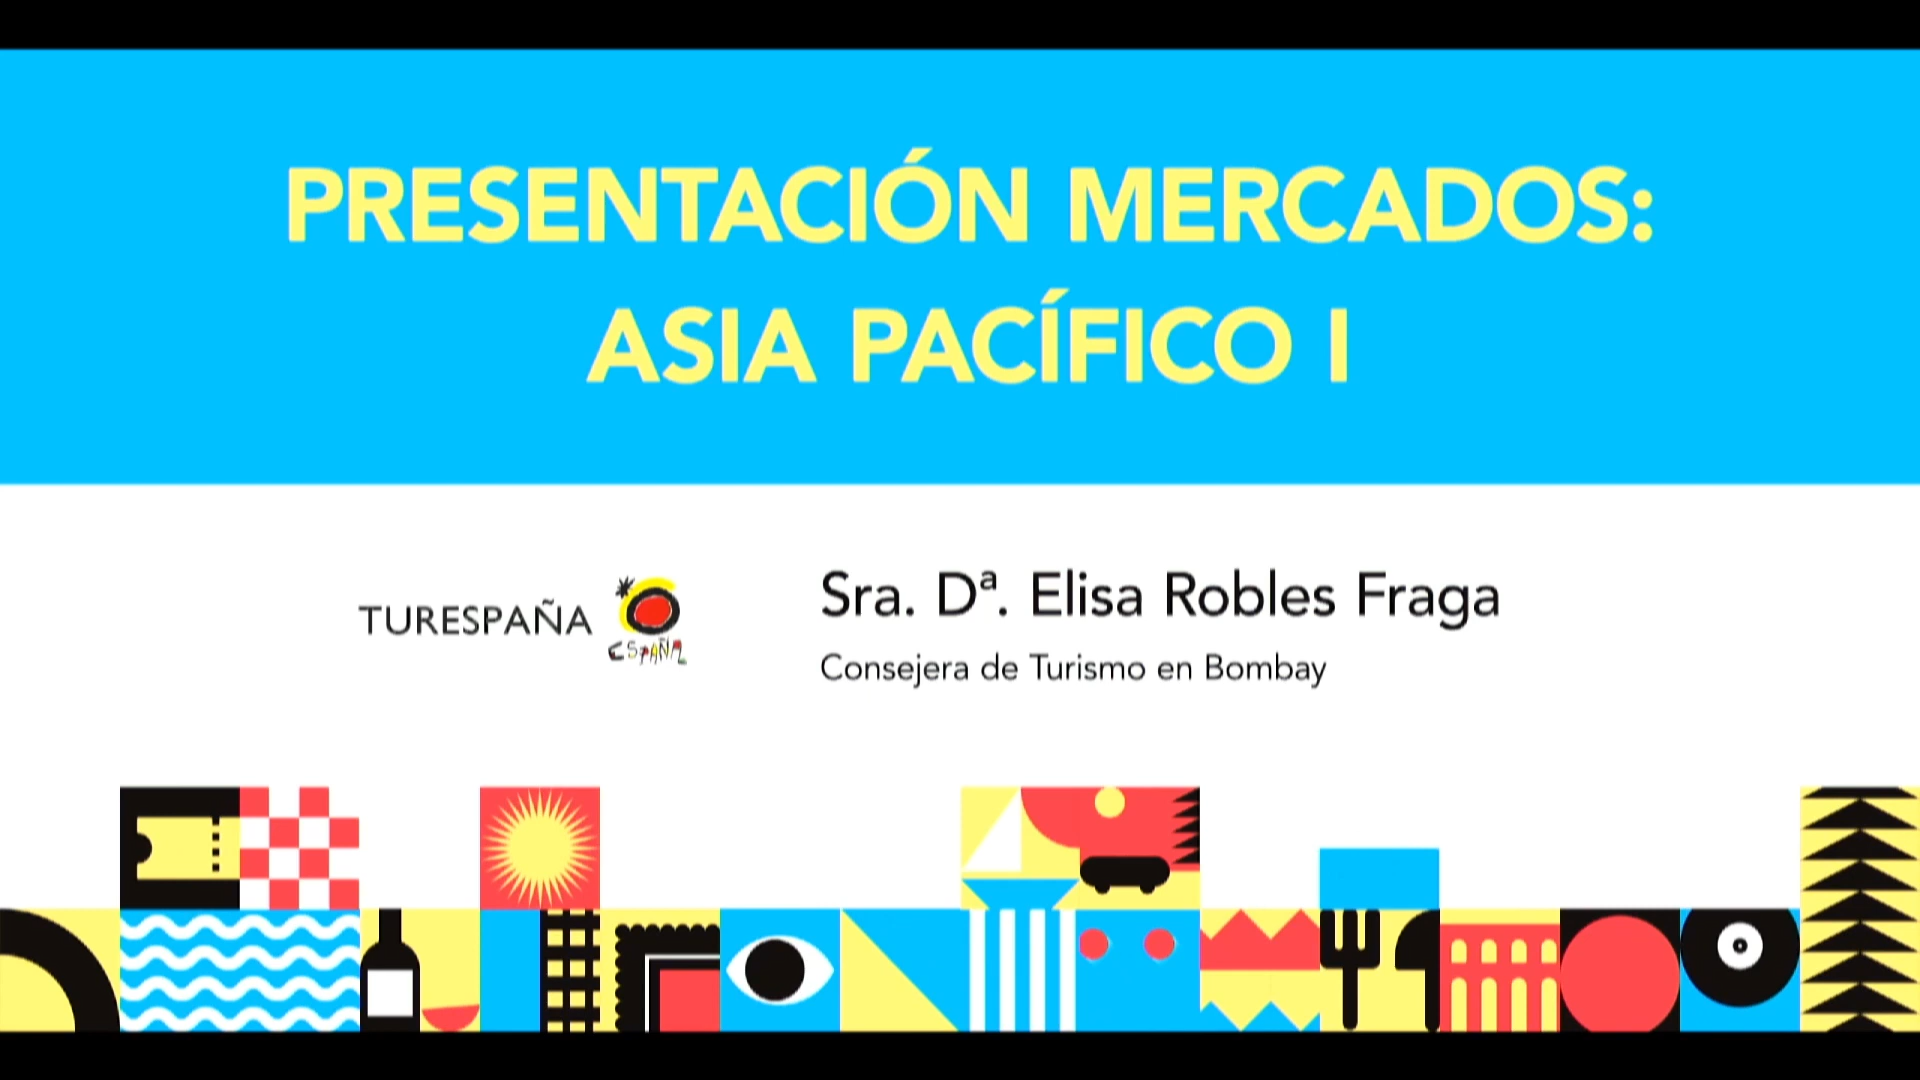 PRESENTACIÓN MERCADOS:
ASIA PACÍFICO I
TURESPAÑA
ESPAÑA
Sra. Dª. Elisa Robles Fraga
Consejera de Turismo en Bombay